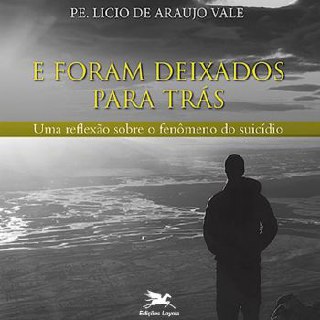 PE. LICIO DE ARAUJO VALE
E FORAM DEIXADOS
PARA TRÁS
Uma reflexão sobre o fenômeno do suicídio
Edições Loyola